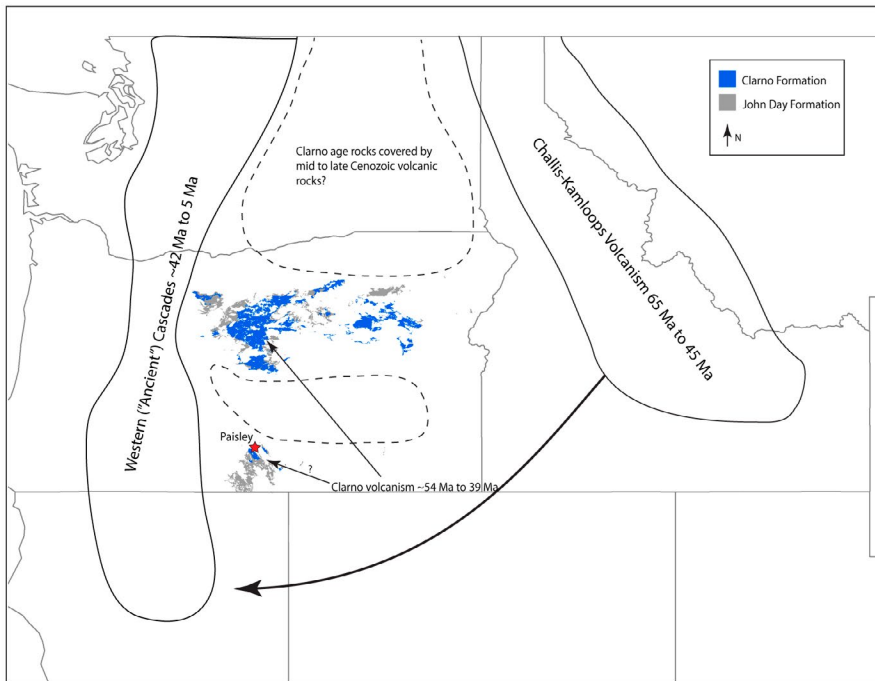 Clarno Formation
John Day Formation
N
Clarno age rocks covered by
mid to late Cenozoic volcanic
rocks?
Western ("Ancient") Cascades ~42 Ma to 5 Ma
Challis-Kamloops Volcanism 65 Ma to 45 Ma
Paisley
?
Clarno volcanism ~54 Ma to 39 Ma